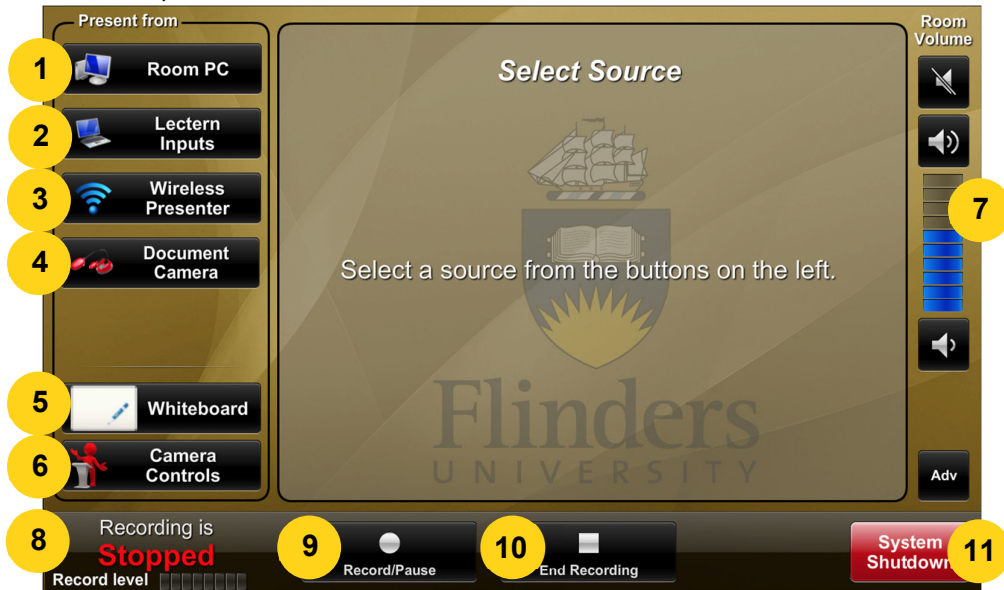 Present from
1
Room PC
2
Lectern
Inputs
3
Wireless
Presenter
4
Document
Camera
5
Whiteboard
6
Camera
Controls
Select Source
Select a source from the buttons on the left.
Flinders
UNIVERSITY
Room
Volume
7
Adv
8
Recording is
Stopped
Record level
9
Record/Pause
10
End Recording
System
Shutdown
11